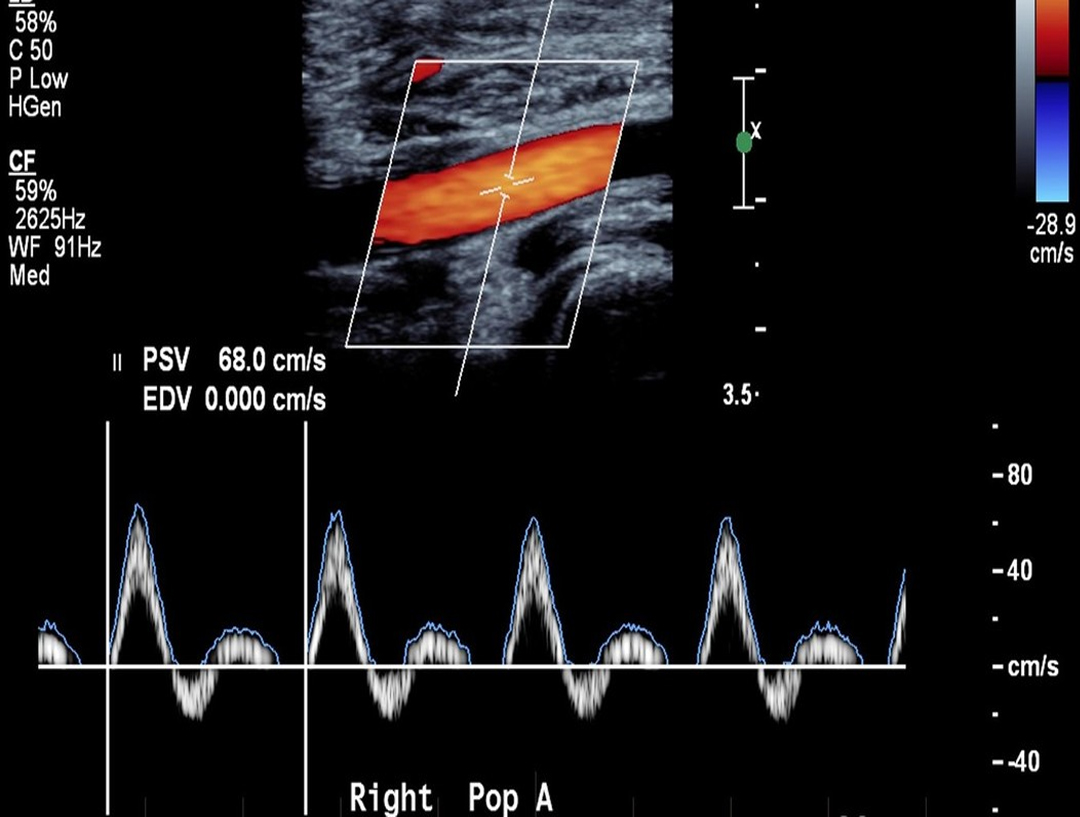 58%
C 50
P Low
HGen
CF
59%
2625Hz
WF 91Hz
Med
x
-28.9
cm/s
PSV 68.0 cm/s
EDV 0.000 cm/s
3.5
80
40
cm/s
-40
Right Pop A